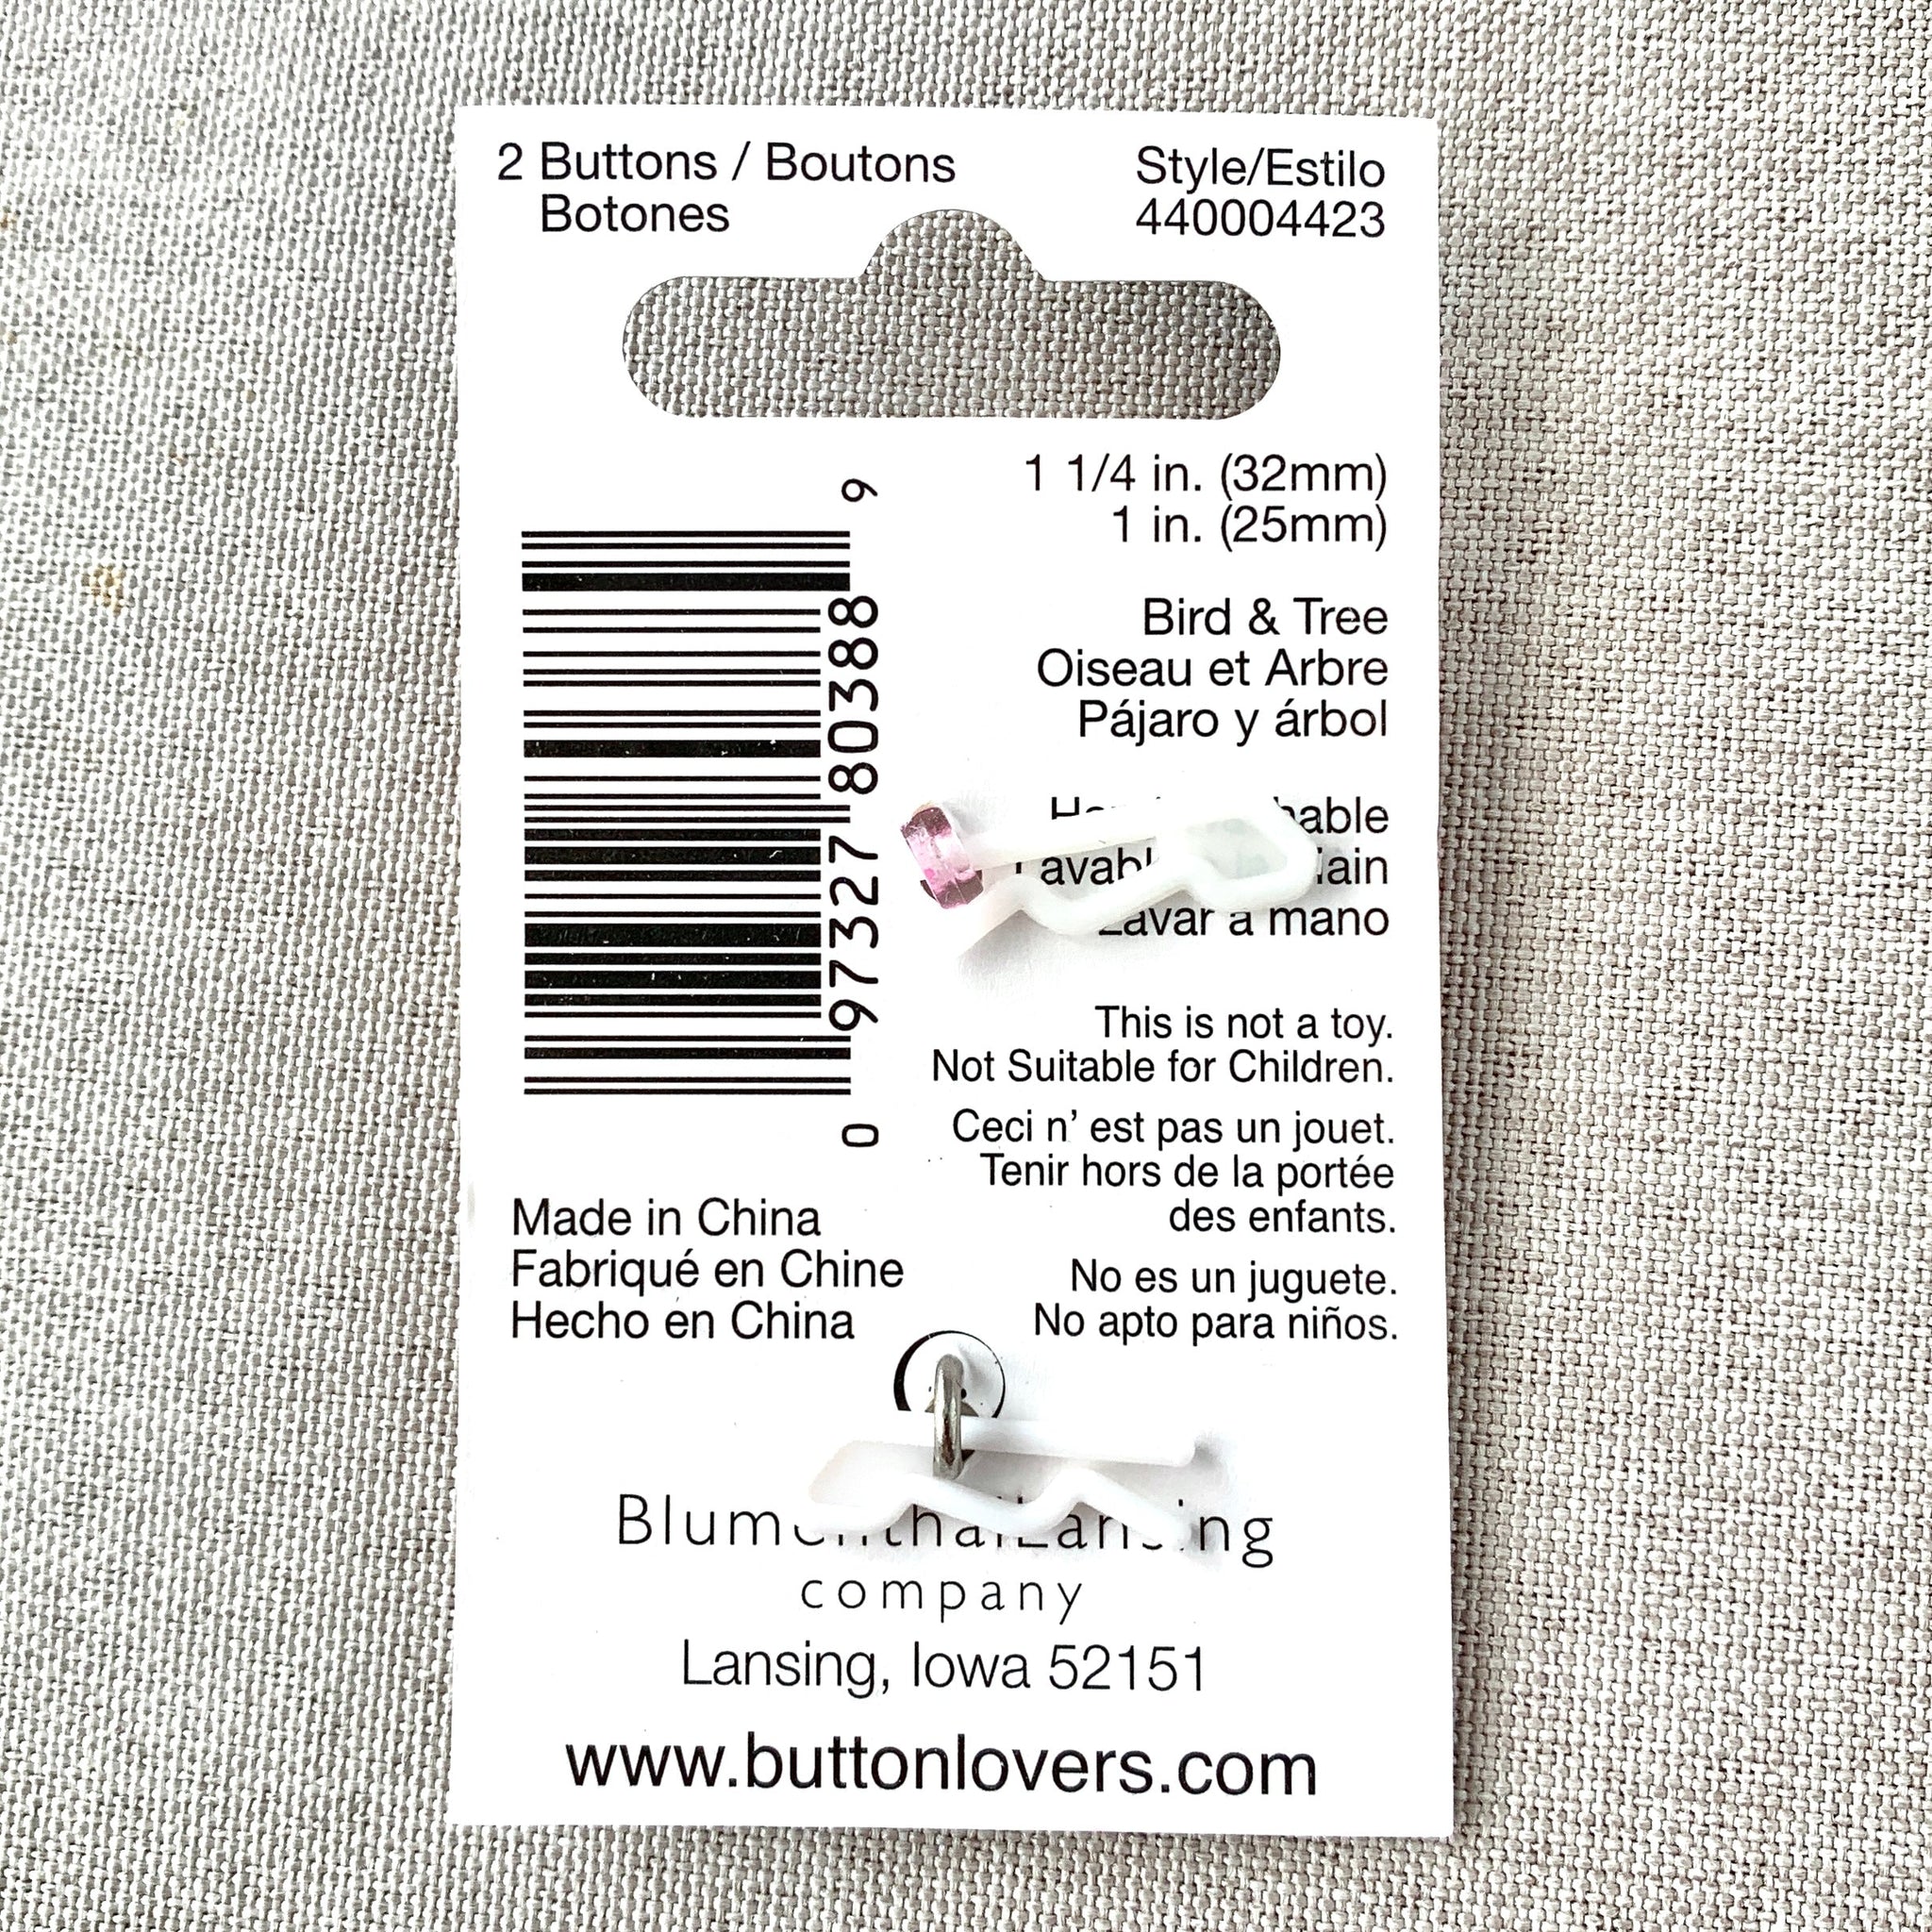 2 Buttons / Boutons
Botones
Style/Estilo
440004423
1 1/4 in. (32mm)
1 in. (25mm)
Bird & Tree
Oiseau et Arbre
Pájaro y árbol
Lavar a mano
0 97327 80388 9
This is not a toy.
Not Suitable for Children.
Ceci n' est pas un jouet.
Tenir hors de la portée
des enfants.
No es un juguete.
No apto para niños.
Made in China
Fabriqué en Chine
Hecho en China
BlumenthalLansing
company
Lansing, Iowa 52151
www.buttonlovers.com